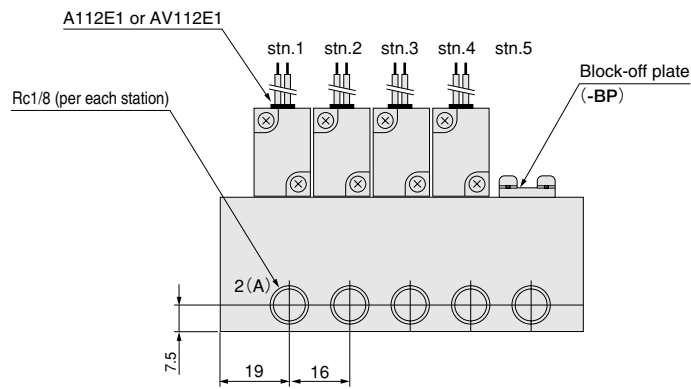 A112E1 or AV112E1
stn.1 stn.2 stn.3 stn.4 stn.5
Block-off plate
(-BP)
Rc1/8 (per each station)
2(A)
7.5
19
16